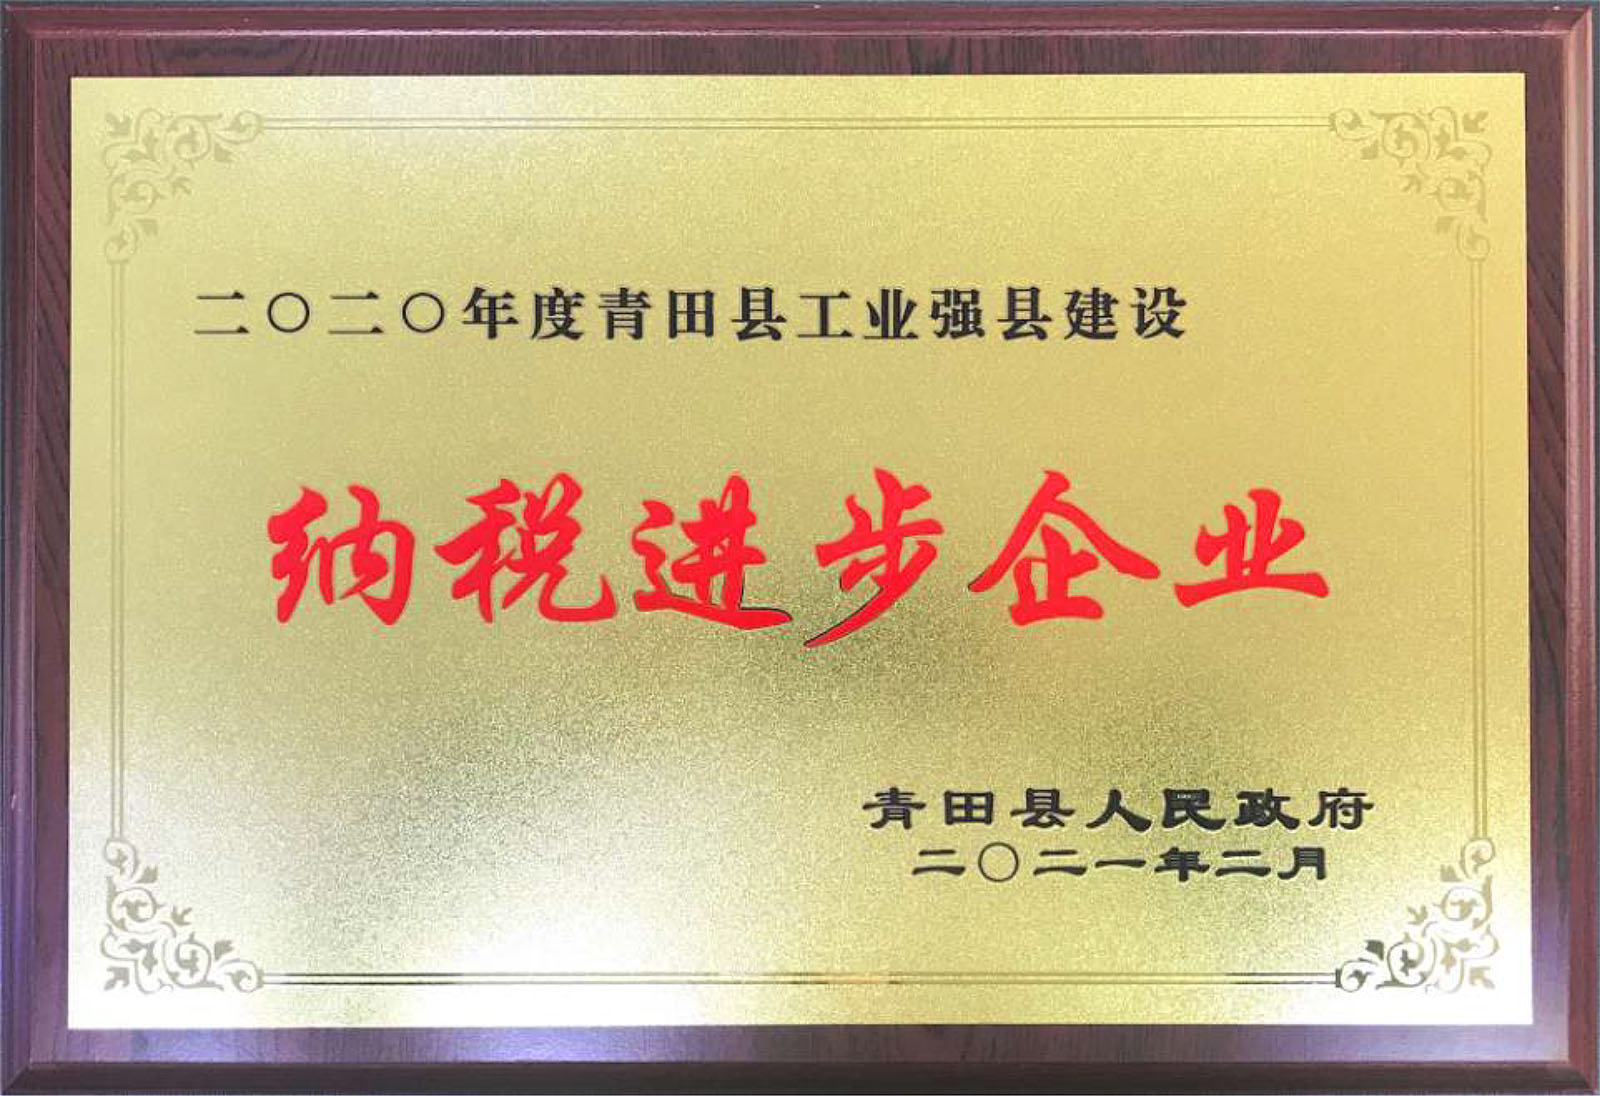 二〇二〇年度青田县工业强县建设
纳税进步企业
青田县人民政府
二〇二一年二月